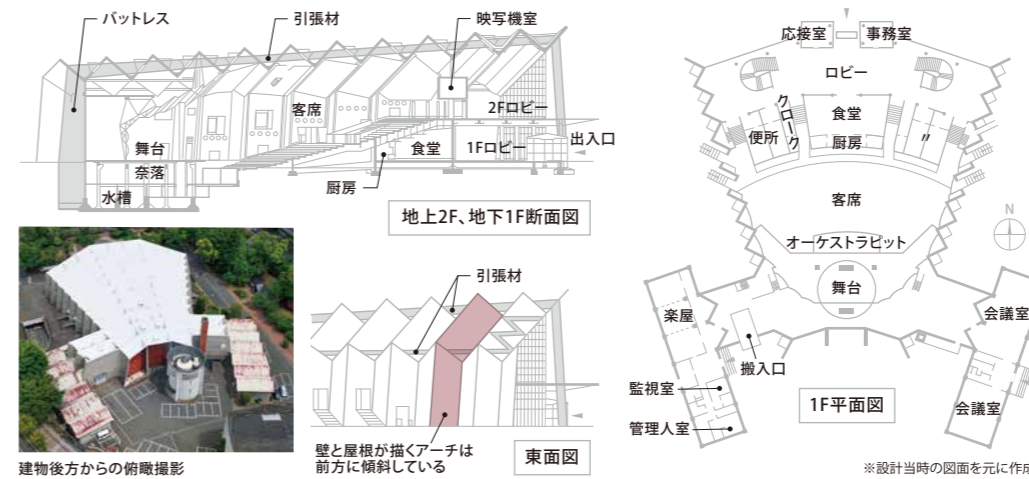 バットレス
引張材
映写機室
客席
2Fロビー
舞台
食堂
1Fロビー
出入口
奈落
水槽
厨房
地上2F、地下1F断面図
建物後方からの俯瞰撮影
引張材
壁と屋根が描くアーチは
前方に傾斜している
東面図
応接室
事務室
ロビー
クローク
食堂
便所
厨房
〃
客席
オーケストラピット
N
舞台
楽屋
会議室
搬入口
監視室
会議室
管理人室
1F平面図
※設計当時の図面を元に作成